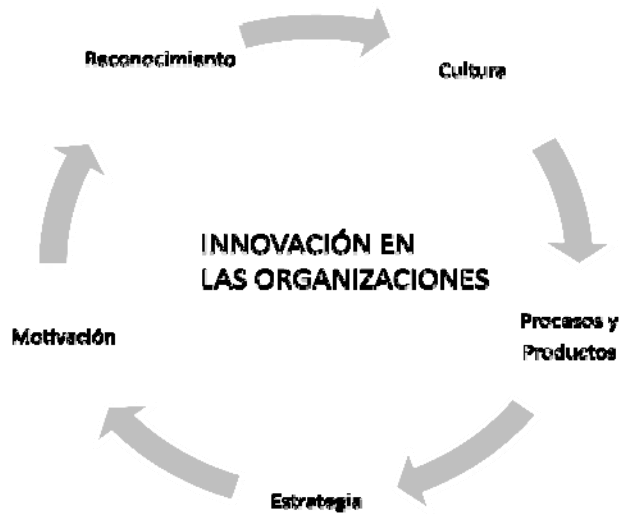 Reconocimiento
Cultura
INNOVACIÓN EN
LAS ORGANIZACIONES
Procesos y
Productos
Motivación
Estrategia